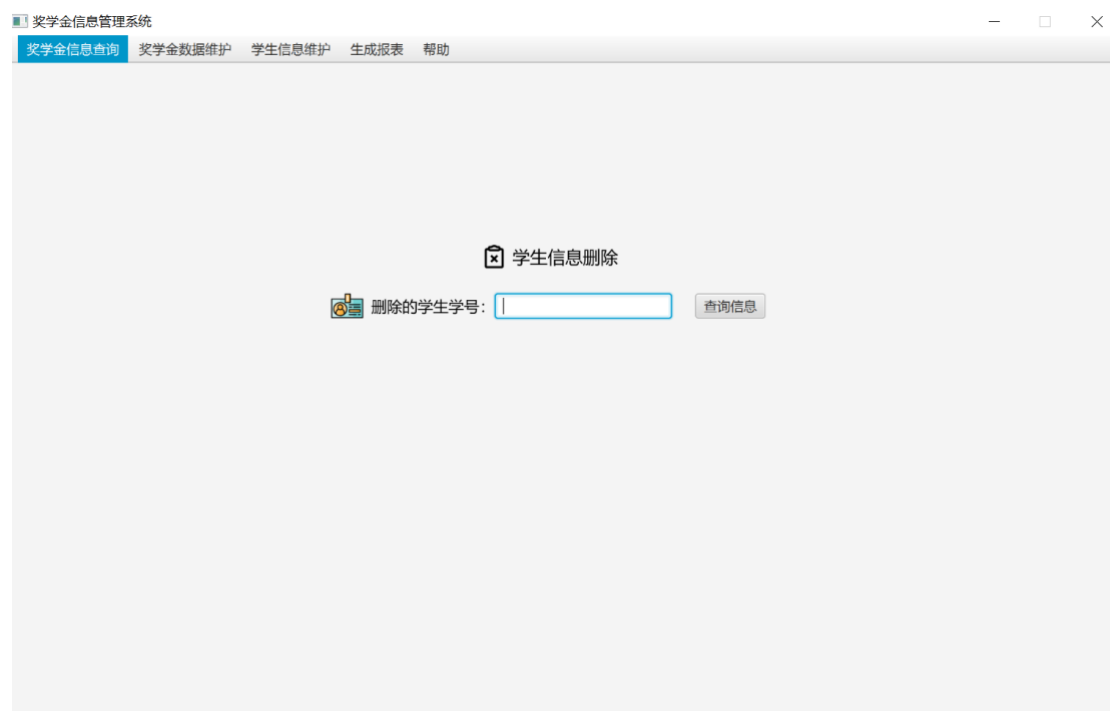 奖学金信息管理系统
奖学金信息查询 奖学金数据维护 学生信息维护 生成报表 帮助
学生信息删除
删除的学生学号： 查询信息